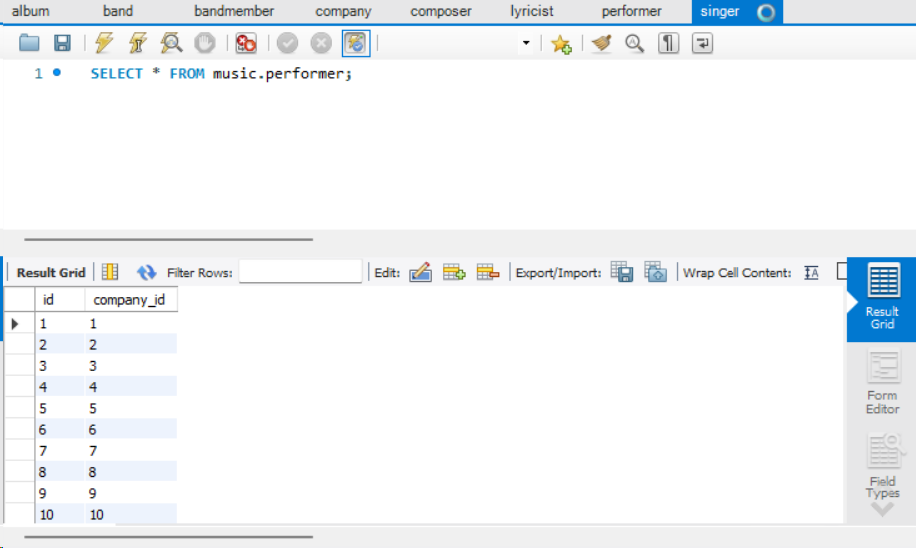 album band bandmember company composer lyricist performer singer
1 SELECT * FROM music.performer;
Result Grid Filter Rows: Edit: Export/Import: Wrap Cell Content: IA
id company_id
1 1
2 2
3 3
4 4
5 5
6 6
7 7
8 8
9 9
10 10
Result
Grid
Form
Editor
Field
Types